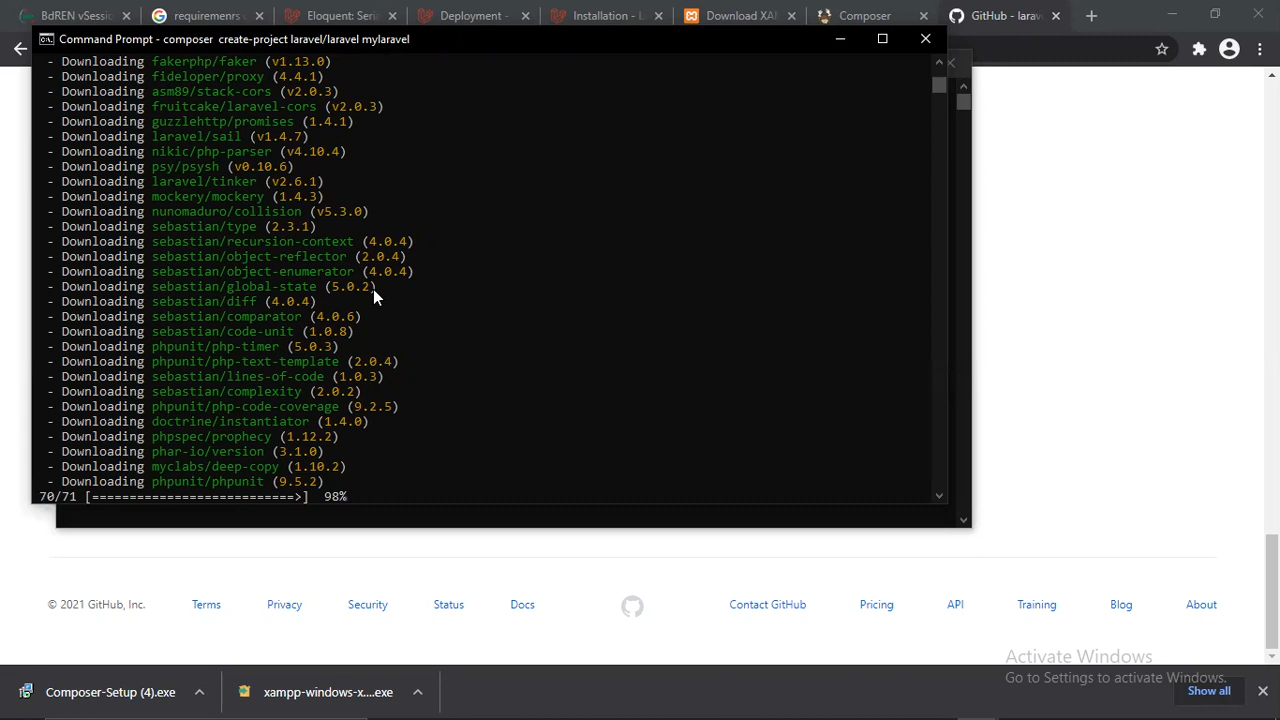 BdREN vSession
requiremenrs
Eloquent: Seri
Deployment -
Installation - L
Download XAM
Composer
GitHub - larav
Command Prompt - composer create-project laravel/laravel mylaravel
- Downloading fakerphp/faker (v1.13.0)
- Downloading fideloper/proxy (4.4.1)
- Downloading asm89/stack-cors (v2.0.3)
- Downloading fruitcake/laravel-cors (v2.0.3)
- Downloading guzzlehttp/promises (1.4.1)
- Downloading laravel/sail (v1.4.7)
- Downloading nikic/php-parser (v4.10.4)
- Downloading psy/psysh (v0.10.6)
- Downloading laravel/tinker (v2.6.1)
- Downloading mockery/mockery (1.4.3)
- Downloading nunomaduro/collision (v5.3.0)
- Downloading sebastian/type (2.3.1)
- Downloading sebastian/recursion-context (4.0.4)
- Downloading sebastian/object-reflector (2.0.4)
- Downloading sebastian/object-enumerator (4.0.4)
- Downloading sebastian/global-state (5.0.2)
- Downloading sebastian/diff (4.0.4)
- Downloading sebastian/comparator (4.0.6)
- Downloading sebastian/code-unit (1.0.8)
- Downloading phpunit/php-timer (5.0.3)
- Downloading phpunit/php-text-template (2.0.4)
- Downloading sebastian/lines-of-code (1.0.3)
- Downloading sebastian/complexity (2.0.2)
- Downloading phpunit/php-code-coverage (9.2.5)
- Downloading doctrine/instantiator (1.4.0)
- Downloading phpspec/prophecy (1.12.2)
- Downloading phar-io/version (3.1.0)
- Downloading myclabs/deep-copy (1.10.2)
- Downloading phpunit/phpunit (9.5.2)
70/71 [===========================>] 98%
© 2021 GitHub, Inc. Terms Privacy Security Status Docs Contact GitHub Pricing API Training Blog About
Activate Windows
Go to Settings to activate Windows.
Composer-Setup (4).exe
xampp-windows-x....exe
Show all